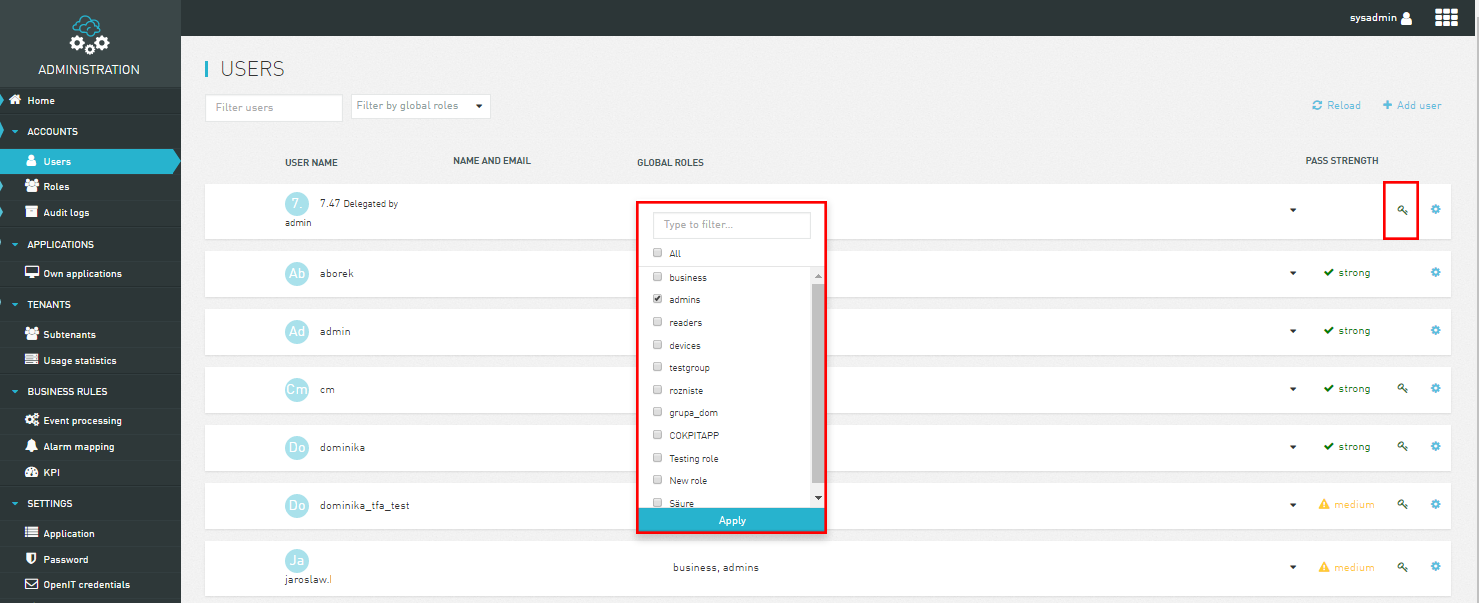 sysadmin
ADMINISTRATION
Home
ACCOUNTS
Users
Roles
Audit logs
APPLICATIONS
Own applications
TENANTS
Subtenants
Usage statistics
BUSINESS RULES
Event processing
Alarm mapping
KPI
SETTINGS
Application
Password
OpenIT credentials
USERS
Filter users
Filter by global roles
Reload
Add user
USER NAME
NAME AND EMAIL
GLOBAL ROLES
PASS STRENGTH
7. 7.47 Delegated by
admin
Ab aborek
strong
Ad admin
strong
Cm cm
strong
Do dominika
strong
Do dominika_tfa_test
medium
Ja
jaroslaw.l
business, admins
medium
Type to filter...
All
business
admins
readers
devices
testgroup
rozniste
grupa_dom
COKPITAPP
Testing role
New role
Säure
Apply